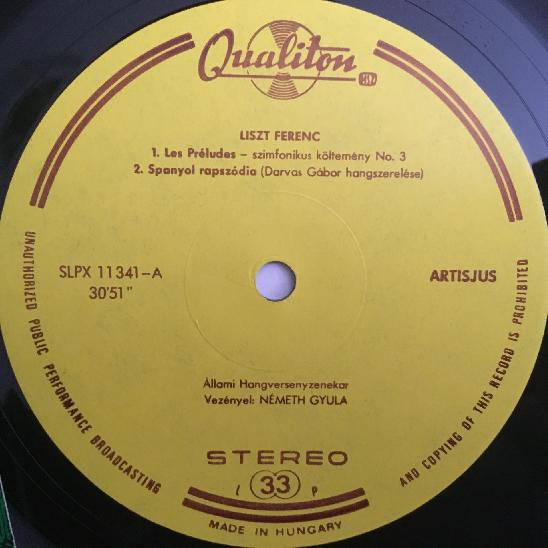 Qualiton
LISZT FERENC
1. Les Préludes – szimfonikus költemény No. 3
2. Spanyol rapszódia (Darvas Gábor hangszerelése)
SLPX 11341–A
30'51"
ARTISJUS
Állami Hangversenyzenekar
Vezényel: NÉMETH GYULA
STEREO
L 33 P
UNAUTHORIZED PUBLIC PERFORMANCE BROADCASTING
AND COPYING OF THIS RECORD IS PROHIBITED
MADE IN HUNGARY